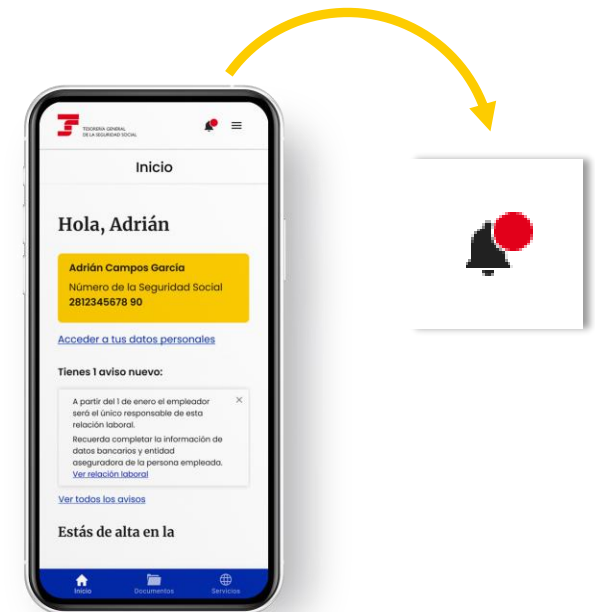 TESORERÍA GENERAL
DE LA SEGURIDAD SOCIAL
Inicio
Hola, Adrián
Adrián Campos García
Número de la Seguridad Social
2812345678 90
Acceder a tus datos personales
Tienes 1 aviso nuevo:
A partir del 1 de enero el empleador
será el único responsable de esta
relación laboral.
Recuerda completar la información de
datos bancarios y entidad
aseguradora de la persona empleada.
Ver relación laboral
Ver todos los avisos
Estás de alta en la
Inicio
Documentos
Servicios